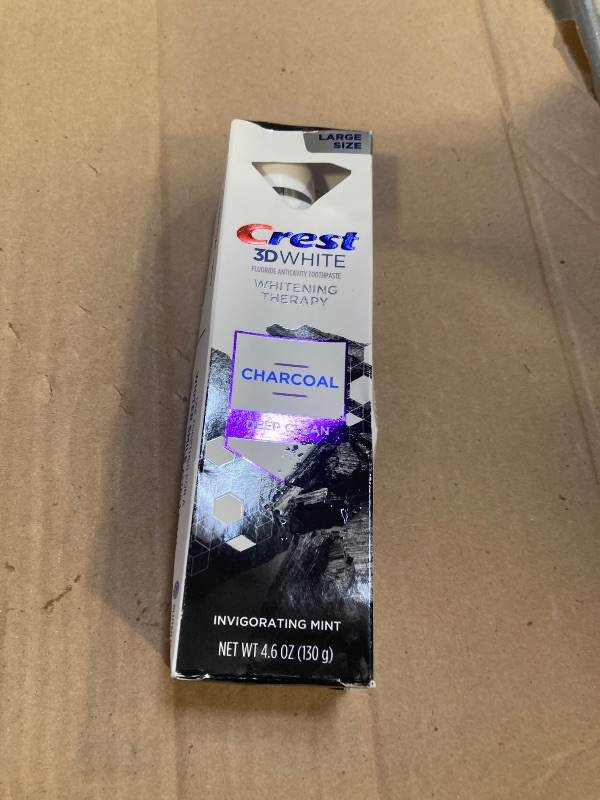 LARGE
SIZE
Crest
3DWHITE
FLUORIDE ANTICAVITY TOOTHPASTE
WHITENING
THERAPY
CHARCOAL
DEEP CLEAN
INVIGORATING MINT
NET WT 4.6 OZ (130 g)